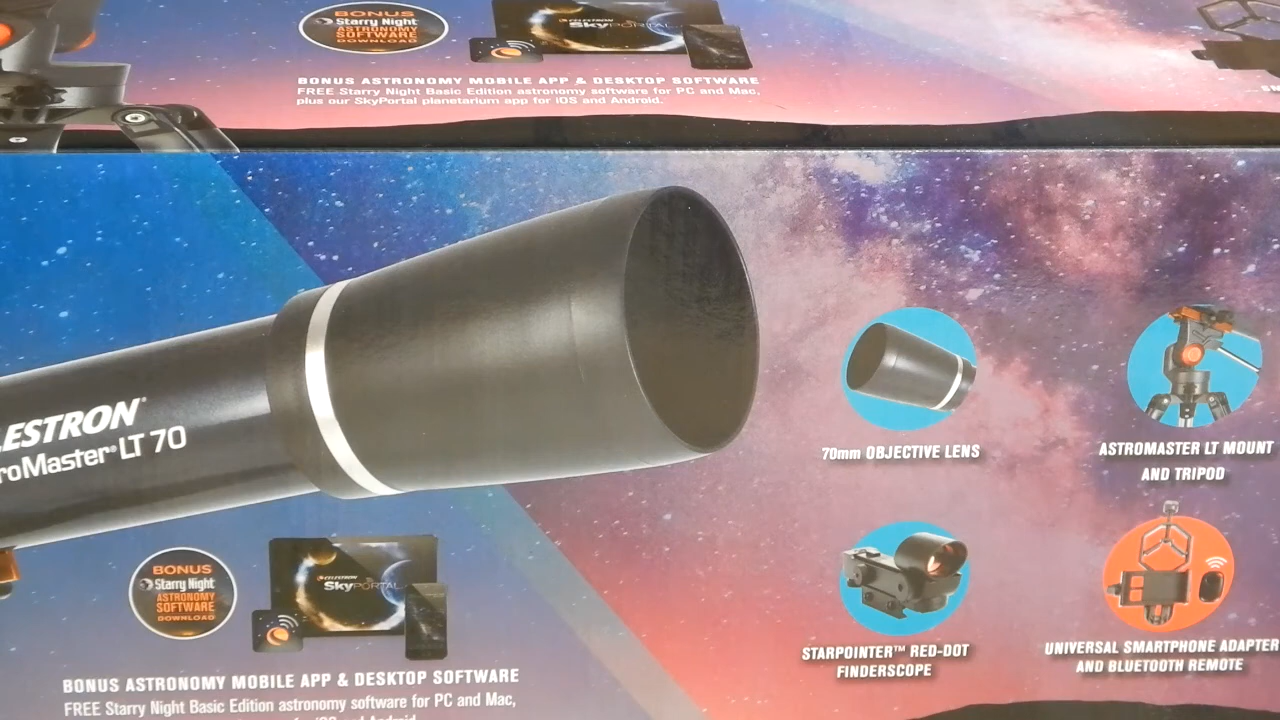 BONUS
Starry Night
ASTRONOMY
SOFTWARE
DOWNLOAD
CELESTRON
SKYPORTAL
BONUS ASTRONOMY MOBILE APP & DESKTOP SOFTWARE
FREE Starry Night Basic Edition astronomy software for PC and Mac,
plus our SkyPortal planetarium app for iOS and Android.
ESTRON®
roMaster® LT 70
70mm OBJECTIVE LENS
ASTROMASTER LT MOUNT
AND TRIPOD
STARPOINTER™ RED-DOT
FINDERSCOPE
UNIVERSAL SMARTPHONE ADAPTER
AND BLUETOOTH REMOTE
BONUS
Starry Night
ASTRONOMY
SOFTWARE
DOWNLOAD
CELESTRON
SKYPORTAL
BONUS ASTRONOMY MOBILE APP & DESKTOP SOFTWARE
FREE Starry Night Basic Edition astronomy software for PC and Mac,